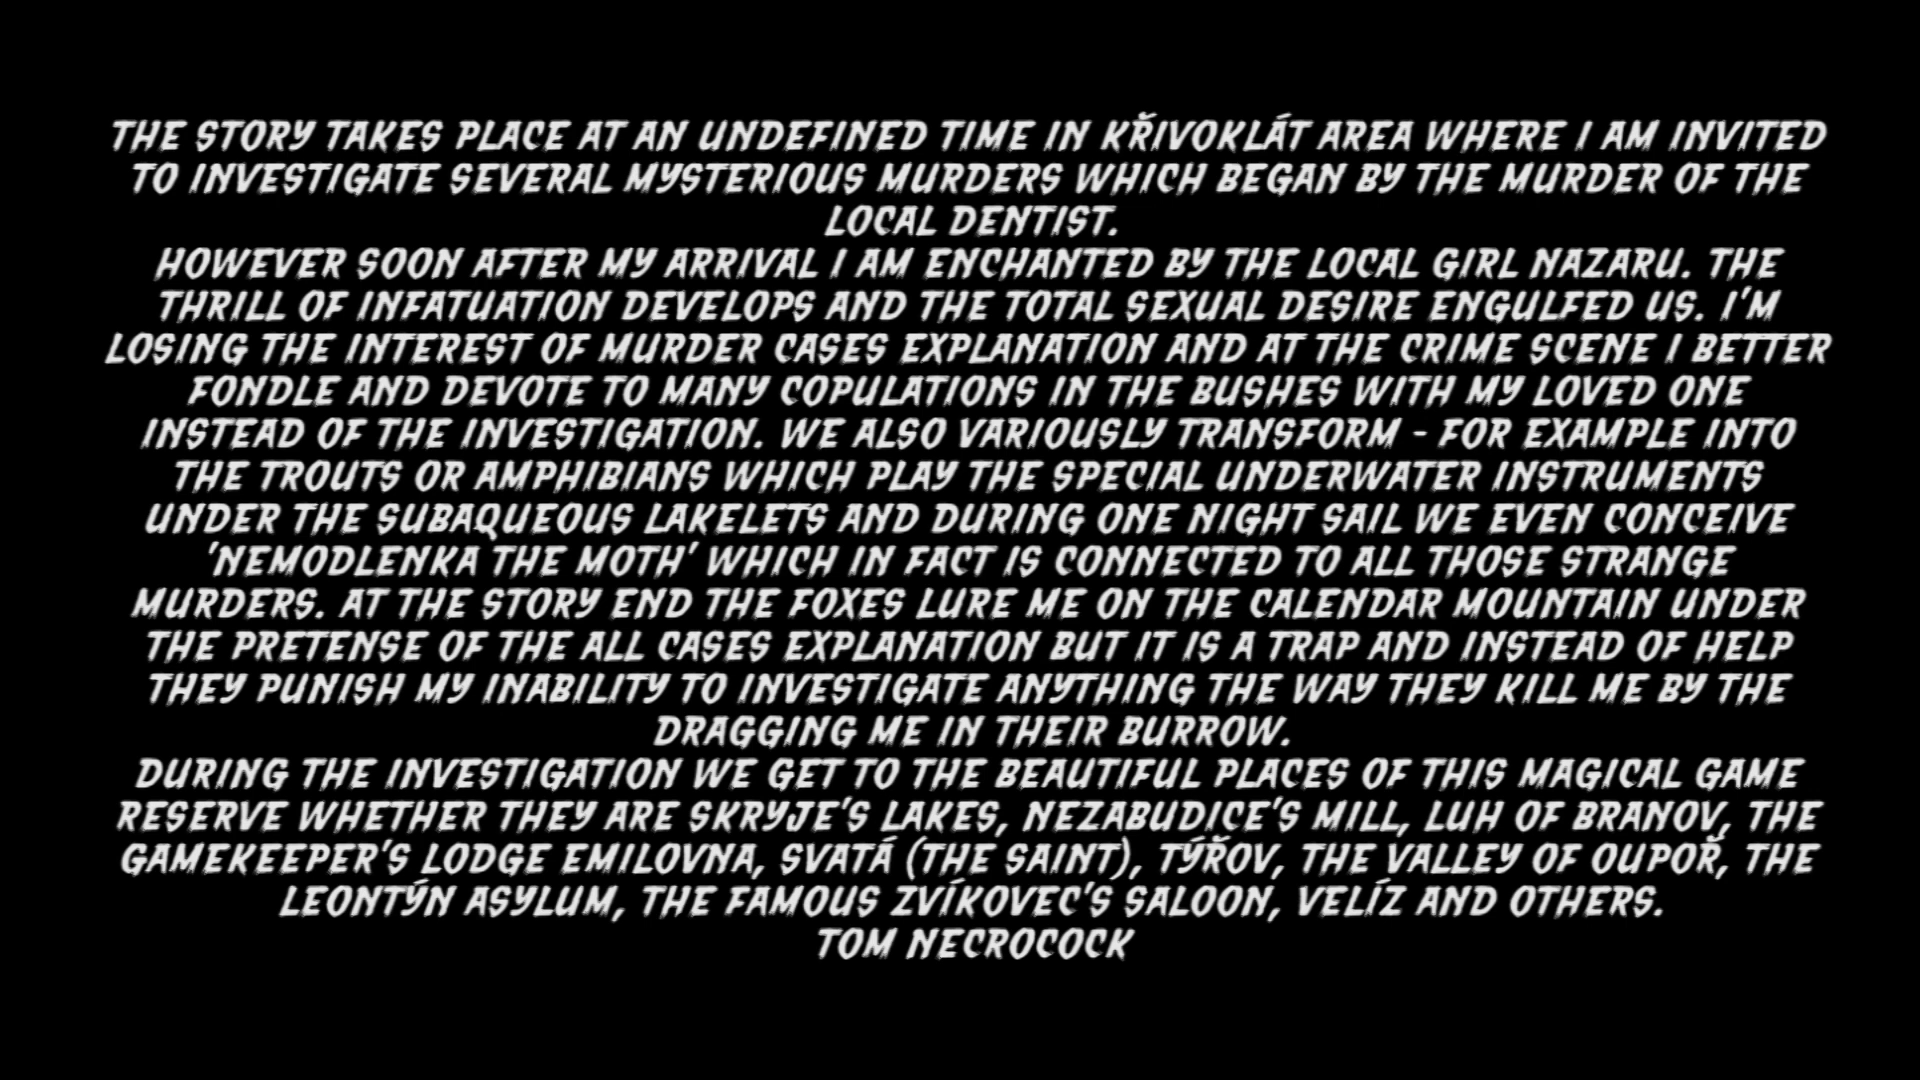 THE STORY TAKES PLACE AT AN UNDEFINED TIME IN KŘIVOKLÁT AREA WHERE I AM INVITED
TO INVESTIGATE SEVERAL MYSTERIOUS MURDERS WHICH BEGAN BY THE MURDER OF THE
LOCAL DENTIST.
HOWEVER SOON AFTER MY ARRIVAL I AM ENCHANTED BY THE LOCAL GIRL NAZARU. THE
THRILL OF INFATUATION DEVELOPS AND THE TOTAL SEXUAL DESIRE ENGULFED US. I'M
LOSING THE INTEREST OF MURDER CASES EXPLANATION AND AT THE CRIME SCENE I BETTER
FONDLE AND DEVOTE TO MANY COPULATIONS IN THE BUSHES WITH MY LOVED ONE
INSTEAD OF THE INVESTIGATION. WE ALSO VARIOUSLY TRANSFORM - FOR EXAMPLE INTO
THE TROUTS OR AMPHIBIANS WHICH PLAY THE SPECIAL UNDERWATER INSTRUMENTS
UNDER THE SUBAQUEOUS LAKELETS AND DURING ONE NIGHT SAIL WE EVEN CONCEIVE
'NEMODLENKA THE MOTH' WHICH IN FACT IS CONNECTED TO ALL THOSE STRANGE
MURDERS. AT THE STORY END THE FOXES LURE ME ON THE CALENDAR MOUNTAIN UNDER
THE PRETENSE OF THE ALL CASES EXPLANATION BUT IT IS A TRAP AND INSTEAD OF HELP
THEY PUNISH MY INABILITY TO INVESTIGATE ANYTHING THE WAY THEY KILL ME BY THE
DRAGGING ME IN THEIR BURROW.
DURING THE INVESTIGATION WE GET TO THE BEAUTIFUL PLACES OF THIS MAGICAL GAME
RESERVE WHETHER THEY ARE SKRYJE'S LAKES, NEZABUDICE'S MILL, LUH OF BRANOV, THE
GAMEKEEPER'S LODGE EMILOVNA, SVATÁ (THE SAINT), TÝŘOV, THE VALLEY OF OUPOŘ, THE
LEONTÝN ASYLUM, THE FAMOUS ZVÍKOVEC'S SALOON, VELÍZ AND OTHERS.
TOM NECROCOCK